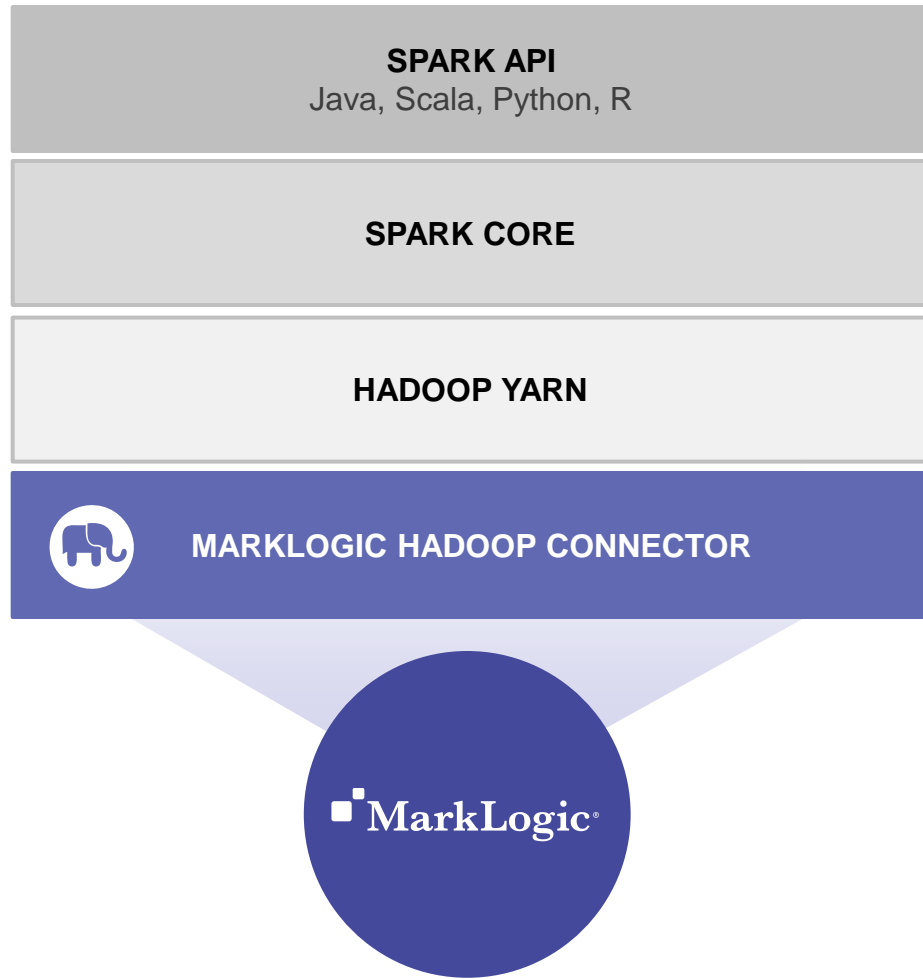 SPARK API
Java, Scala, Python, R
SPARK CORE
HADOOP YARN
MARKLOGIC HADOOP CONNECTOR
MarkLogic®